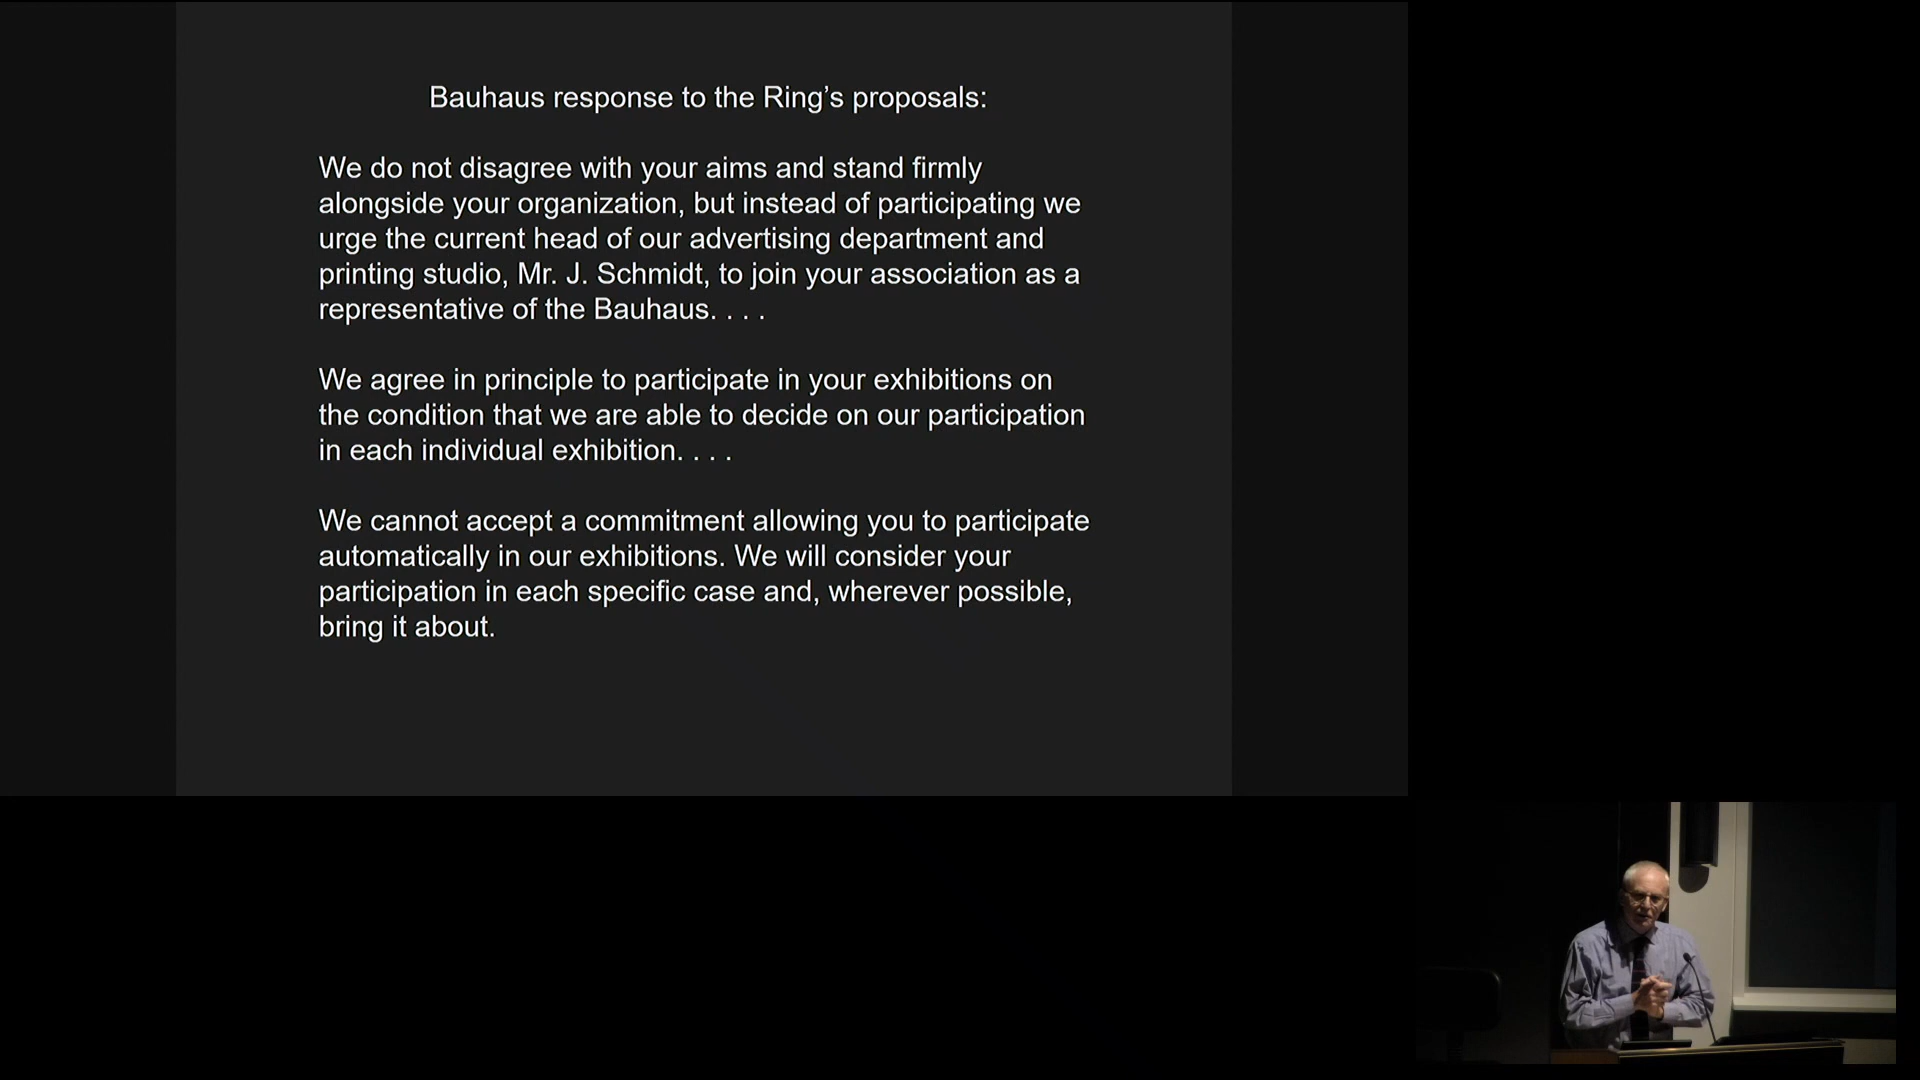 Bauhaus response to the Ring’s proposals:
We do not disagree with your aims and stand firmly
alongside your organization, but instead of participating we
urge the current head of our advertising department and
printing studio, Mr. J. Schmidt, to join your association as a
representative of the Bauhaus. . . .
We agree in principle to participate in your exhibitions on
the condition that we are able to decide on our participation
in each individual exhibition. . . .
We cannot accept a commitment allowing you to participate
automatically in our exhibitions. We will consider your
participation in each specific case and, wherever possible,
bring it about.